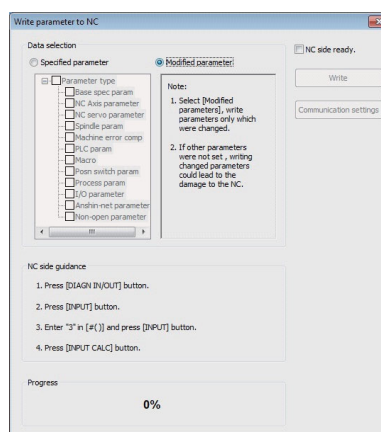 Write parameter to NC
Data selection
Specified parameter
Modified parameter
NC side ready.
Parameter type
Base spec param
NC Axis parameter
NC servo parameter
Spindle param
Machine error comp
PLC param
Macro
Posn switch param
Process param
I/O parameter
Anshin-net parameter
Non-open parameter
Note:
1. Select [Modified
parameters], write
parameters only which
were changed.
2. If other parameters
were not set , writing
changed parameters
could lead to the
damage to the NC.
Write
Communication settings
NC side guidance
1. Press [DIAGN IN/OUT] button.
2. Press [INPUT] button.
3. Enter "3" in [#( )] and press [INPUT] button.
4. Press [INPUT CALC] button.
Progress
0%